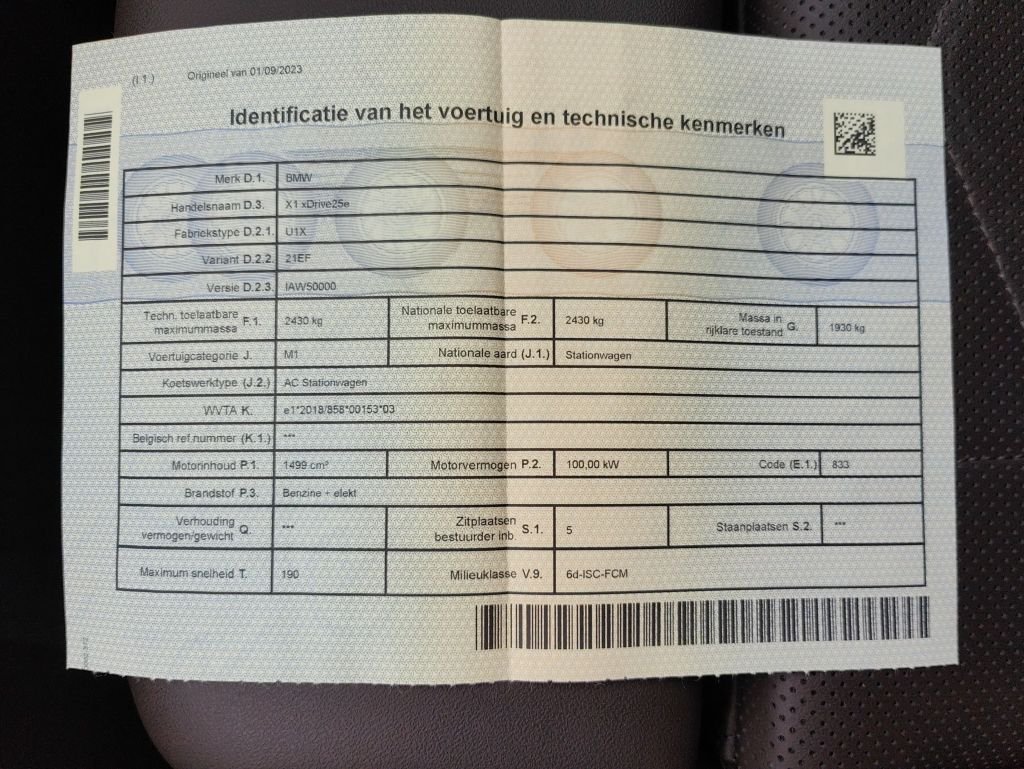 (I.1.) Origineel van 01/09/2023
Identificatie van het voertuig en technische kenmerken
Merk D.1. BMW
Handelsnaam D.3. X1 xDrive25e
Fabriekstype D.2.1. U1X
Variant D.2.2. 21EF
Versie D.2.3. IAW50000
Techn. toelaatbare maximummassa F.1. 2430 kg Nationale toelaatbare maximummassa F.2. 2430 kg Massa in rijklare toestand G. 1930 kg
Voertuigcategorie J. M1 Nationale aard (J.1.) Stationwagen
Koetswerktype (J.2.) AC Stationwagen
WVTA K. e1*2018/858*00153*03
Belgisch ref.nummer (K.1.) ***
Motorinhoud P.1. 1499 cm³ Motorvermogen P.2. 100,00 kW Code (E.1.) 833
Brandstof P.3. Benzine + elekt
Verhouding vermogen/gewicht Q. *** Zitplaatsen bestuurder inb. S.1. 5 Staanplaatsen S.2. ***
Maximum snelheid T. 190 Milieuklasse V.9. 6d-ISC-FCM